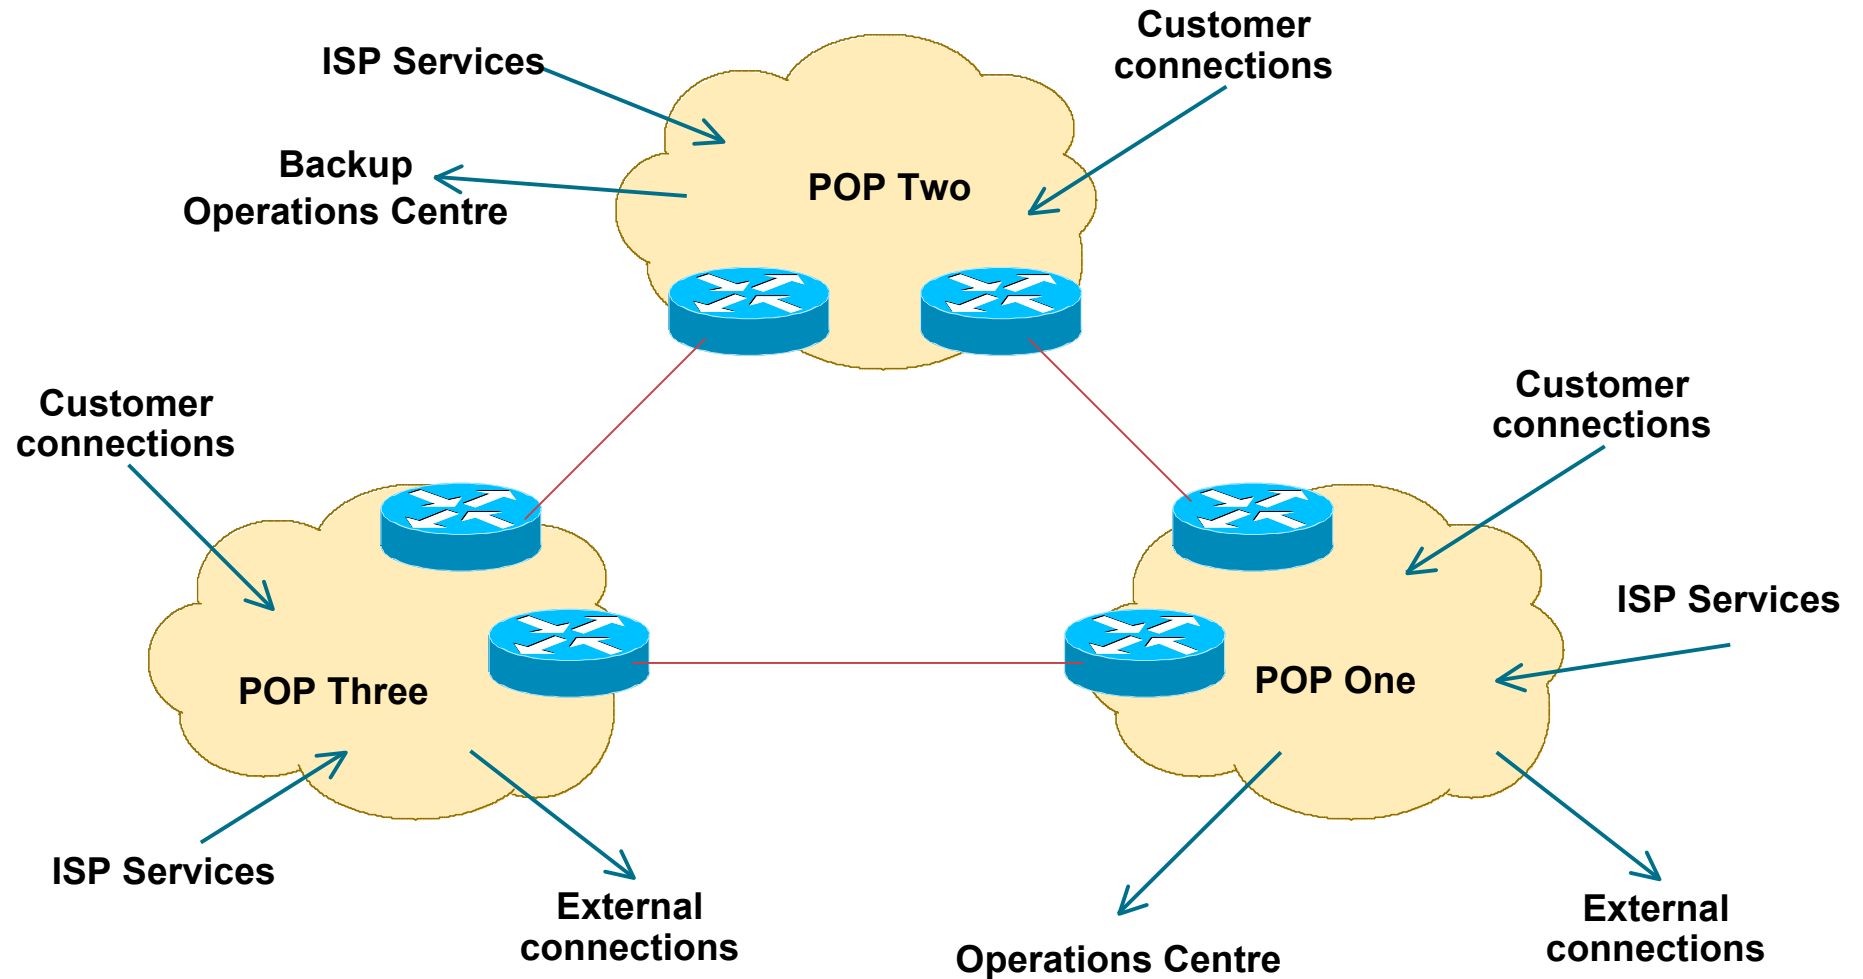 Customer
connections
ISP Services
Backup
Operations Centre
POP Two
Customer
connections
Customer
connections
ISP Services
POP Three
POP One
ISP Services
External
connections
Operations Centre
External
connections